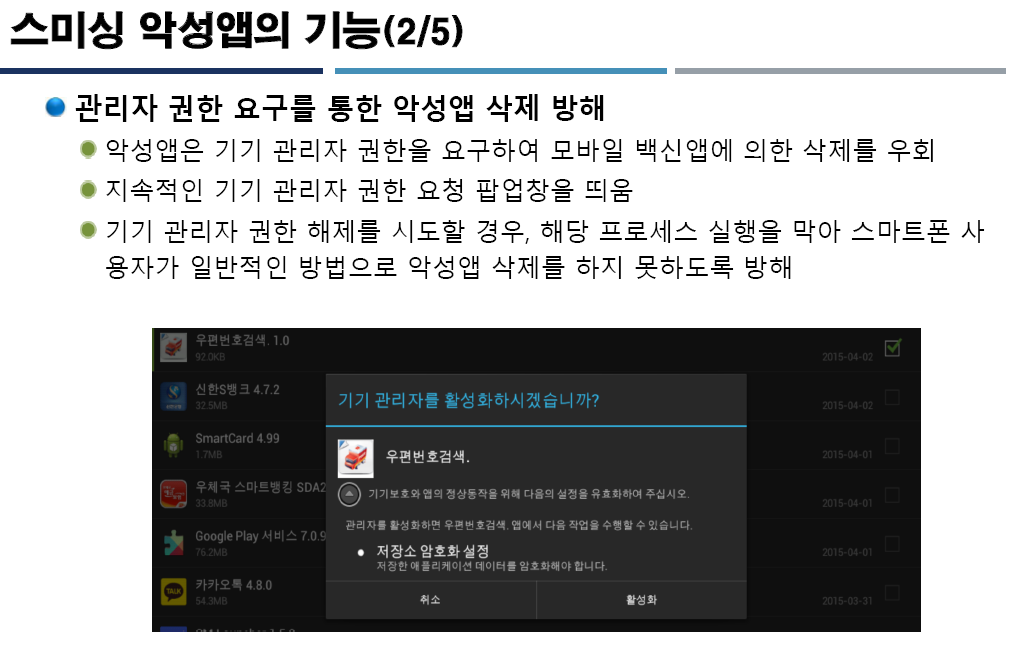 스미싱 악성앱의 기능(2/5)
관리자 권한 요구를 통한 악성앱 삭제 방해
악성앱은 기기 관리자 권한을 요구하여 모바일 백신앱에 의한 삭제를 우회
지속적인 기기 관리자 권한 요청 팝업창을 띄움
기기 관리자 권한 해제를 시도할 경우, 해당 프로세스 실행을 막아 스마트폰 사
용자가 일반적인 방법으로 악성앱 삭제를 하지 못하도록 방해
우편번호검색. 1.0
92.0KB
2015-04-02
신한S뱅크 4.7.2
32.5MB
2015-04-02
SmartCard 4.99
1.7MB
2015-04-01
우체국 스마트뱅킹 SDA2
33.8MB
2015-04-01
Google Play 서비스 7.0.9
76.2MB
2015-04-01
카카오톡 4.8.0
54.3MB
2015-03-31
TALK
기기 관리자를 활성화하시겠습니까?
우편번호검색.
기기보호와 앱의 정상동작을 위해 다음의 설정을 유효화하여 주십시오.
관리자를 활성화하면 우편번호검색. 앱에서 다음 작업을 수행할 수 있습니다.
저장소 암호화 설정
저장한 애플리케이션 데이터를 암호화해야 합니다.
취소
활성화